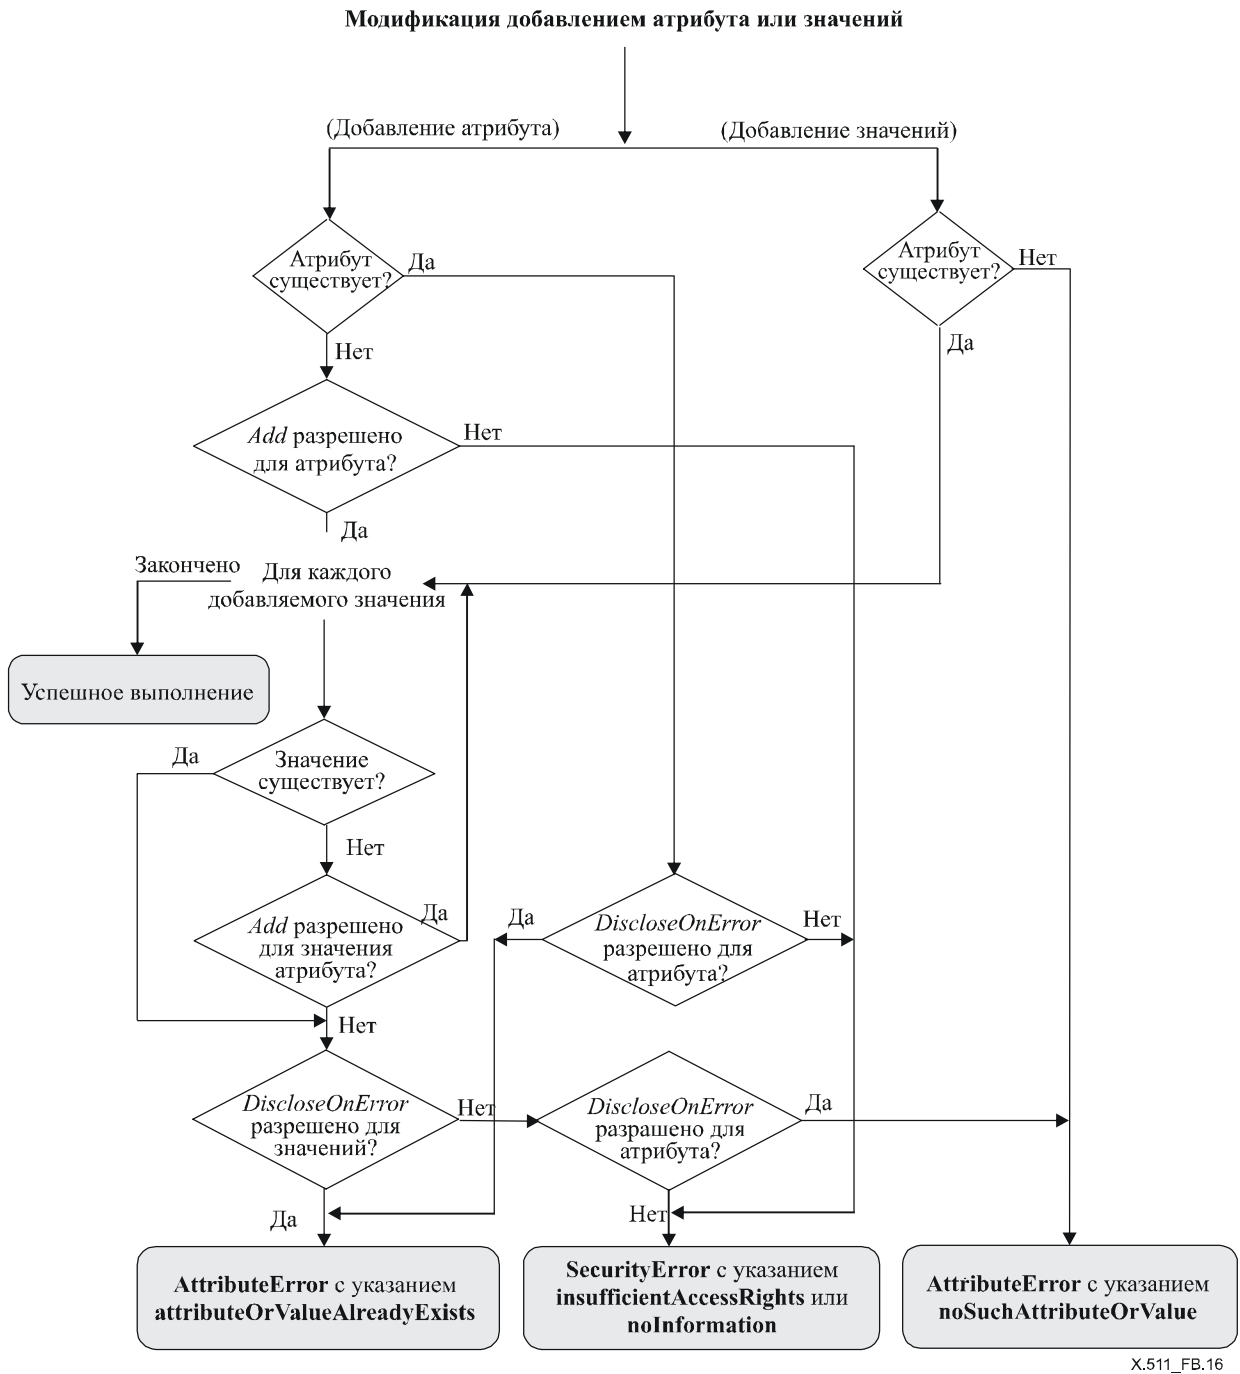 Модификация добавлением атрибута или значений
(Добавление атрибута)
(Добавление значений)
Атрибут
существует?
Да
Атрибут
существует?
Нет
Нет
Да
Add разрешено
для атрибута?
Нет
Да
Закончено
Для каждого
добавляемого значения
Успешное выполнение
Да
Значение
существует?
Нет
Add разрешено
для значения
атрибута?
Да
Да
DiscloseOnError
разрешено для
атрибута?
Нет
Нет
DiscloseOnError
разрешено для
значений?
Нет
DiscloseOnError
разрашено для
атрибута?
Да
Да
Нет
AttributeError с указанием
attributeOrValueAlreadyExists
SecurityError с указанием
insufficientAccessRights или
noInformation
AttributeError с указанием
noSuchAttributeOrValue
X.511_FB.16